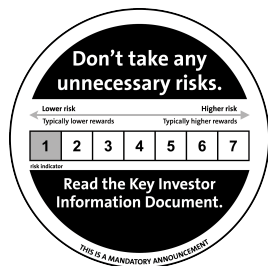 Don't take any
unnecessary risks.
Lower risk Higher risk
Typically lower rewards Typically higher rewards
1 2 3 4 5 6 7
risk indicator
Read the Key Investor
Information Document.
THIS IS A MANDATORY ANNOUNCEMENT